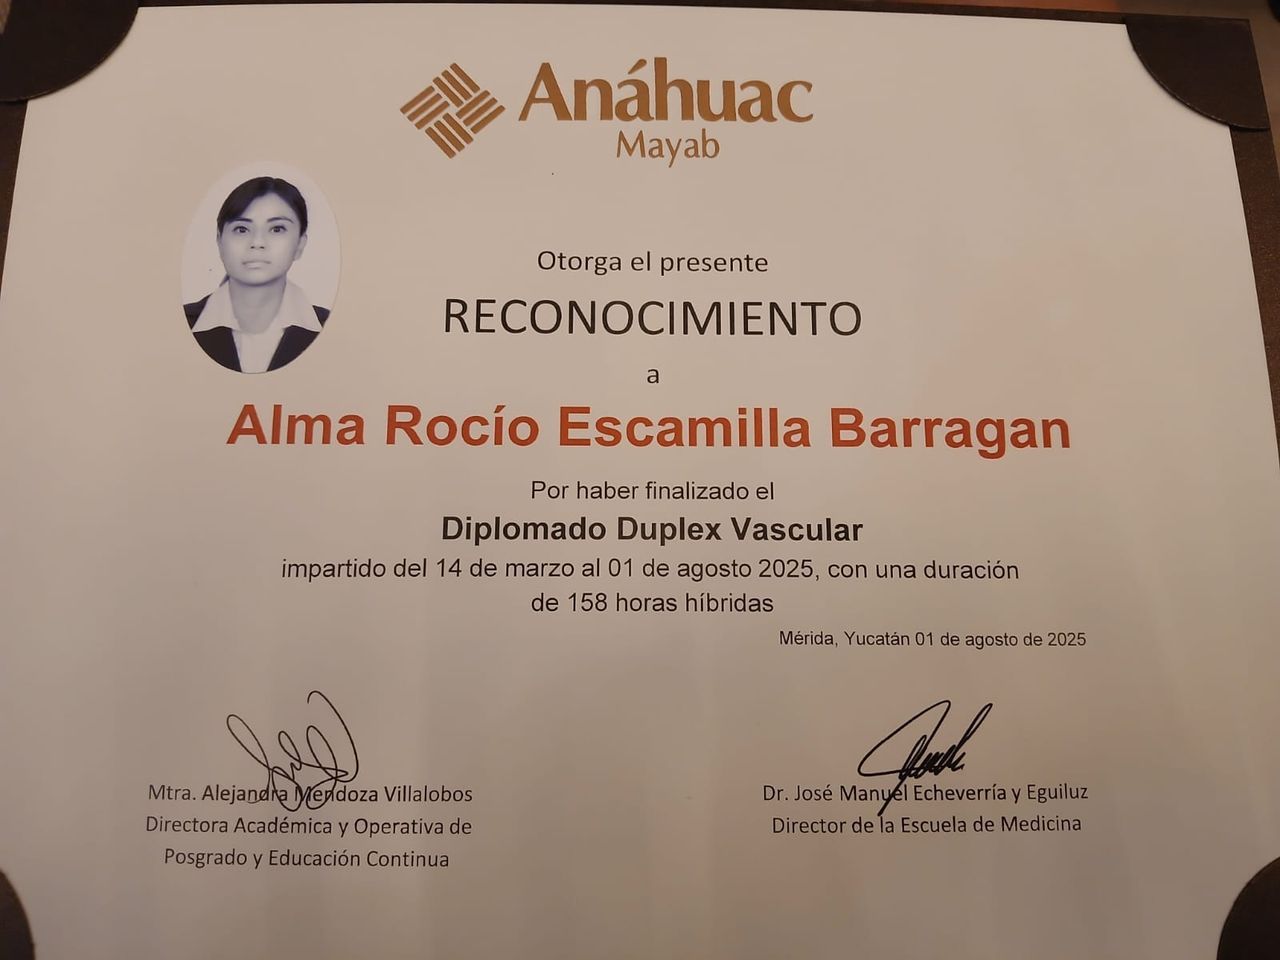 Anáhuac
Mayab
Otorga el presente
RECONOCIMIENTO
a
Alma Rocío Escamilla Barragan
Por haber finalizado el
Diplomado Duplex Vascular
impartido del 14 de marzo al 01 de agosto 2025, con una duración
de 158 horas híbridas
Mérida, Yucatán 01 de agosto de 2025
Mtra. Alejandra Mendoza Villalobos
Directora Académica y Operativa de
Posgrado y Educación Continua
Dr. José Manuel Echeverría y Eguiluz
Director de la Escuela de Medicina